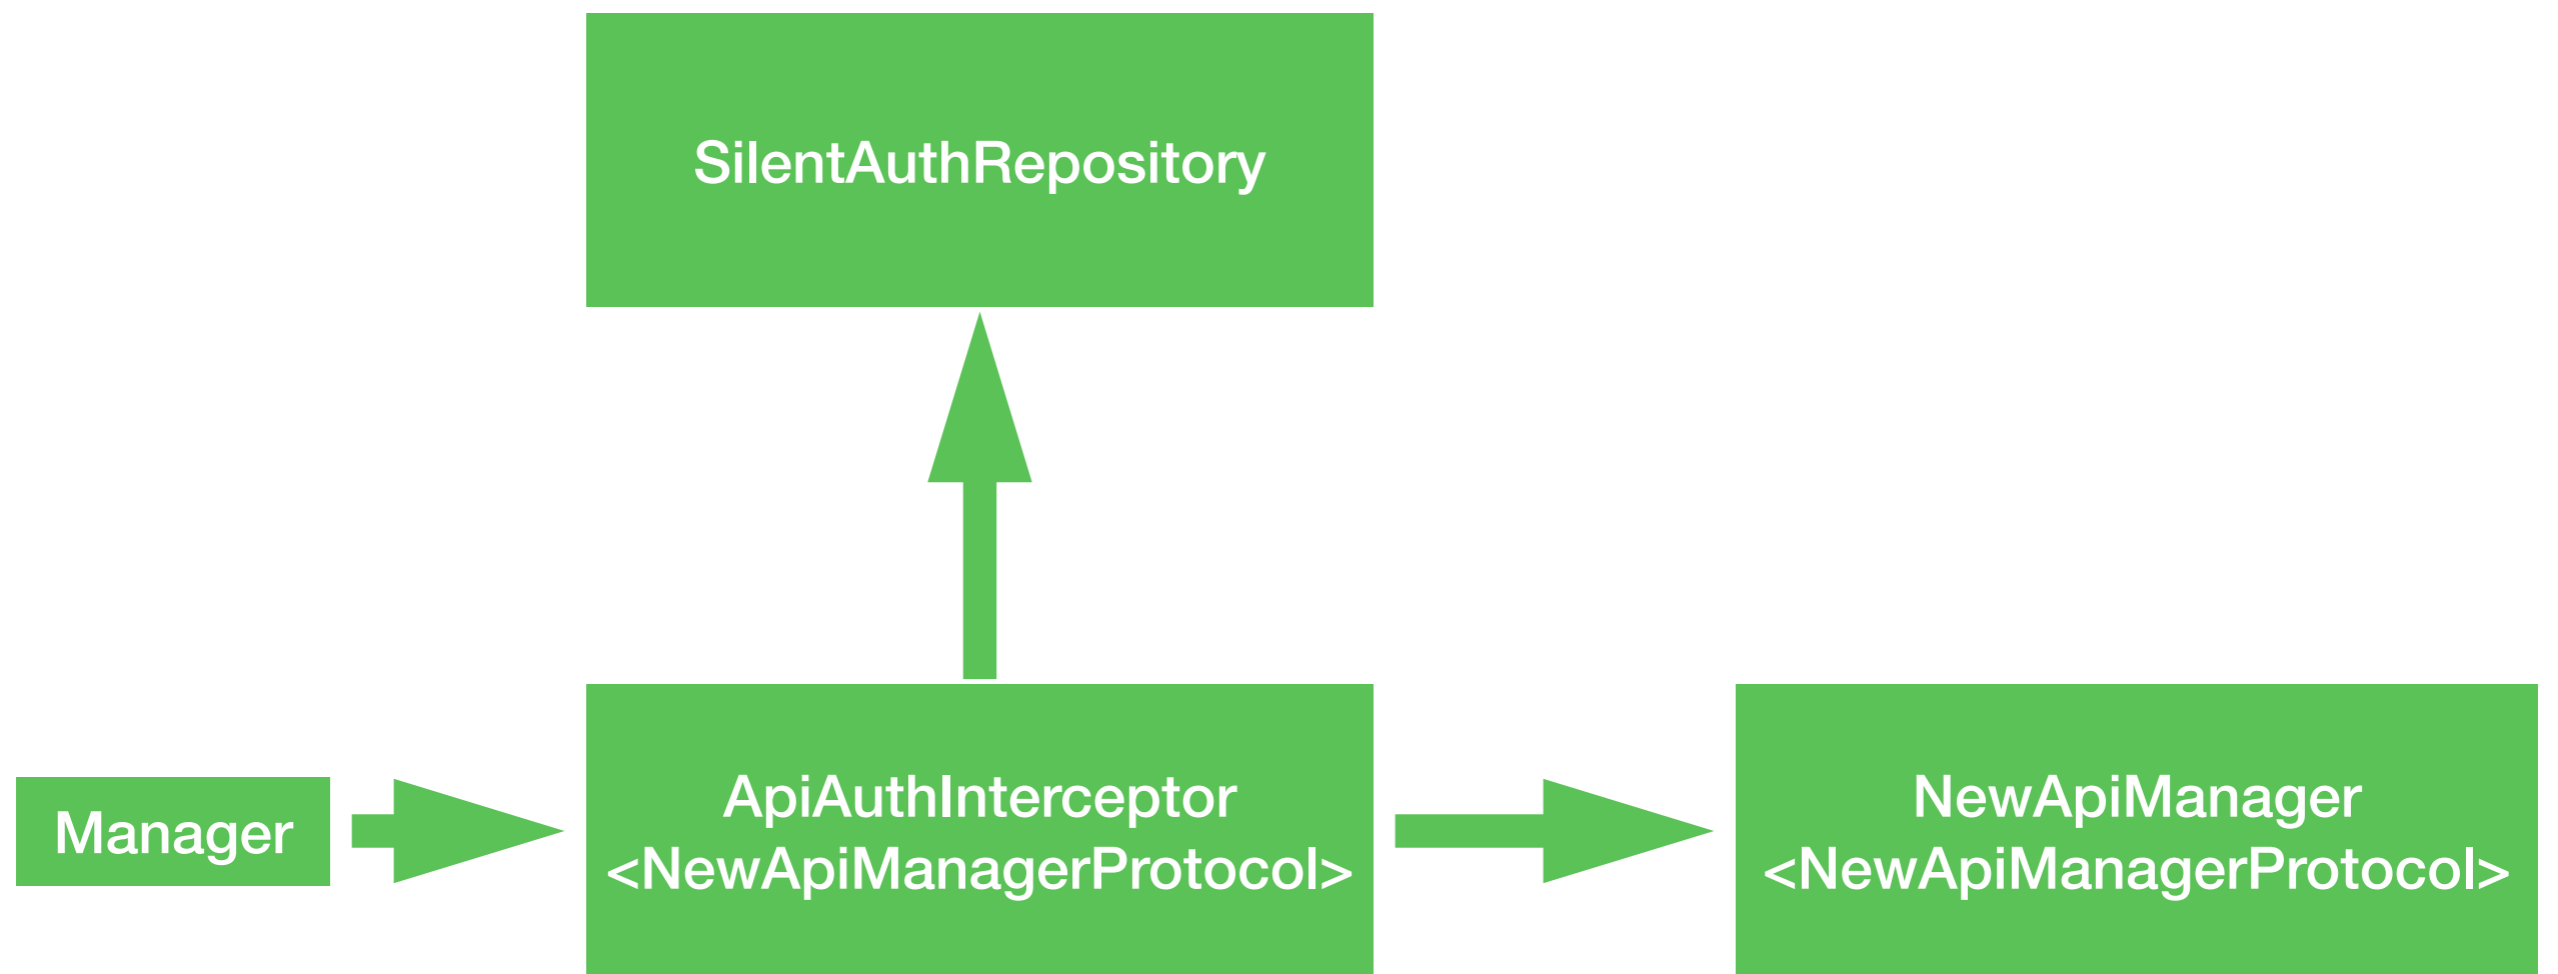 SilentAuthRepository
Manager
ApiAuthInterceptor
<NewApiManagerProtocol>
NewApiManager
<NewApiManagerProtocol>